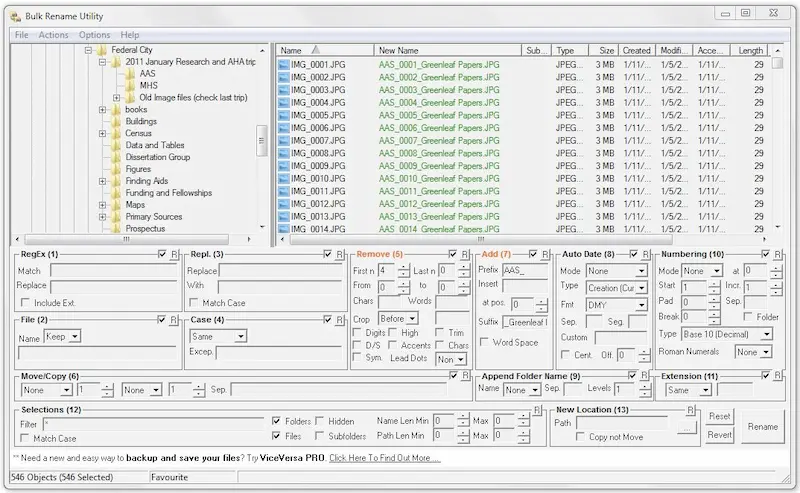 Bulk Rename Utility
File Actions Options Help
Federal City
2011 January Research and AHA trip
AAS
MHS
Old Image files (check last trip)
books
Buildings
Census
Data and Tables
Dissertation Group
Figures
Finding Aids
Funding and Fellowships
Maps
Primary Sources
Prospectus
Name New Name Sub... Type Size Created Modifi... Acce... Length
IMG_0001.JPG AAS_0001_Greenleaf Papers.JPG JPEG... 3 MB 1/11/... 1/5/2... 1/11/... 29
IMG_0002.JPG AAS_0002_Greenleaf Papers.JPG JPEG... 3 MB 1/11/... 1/5/2... 1/11/... 29
IMG_0003.JPG AAS_0003_Greenleaf Papers.JPG JPEG... 3 MB 1/11/... 1/5/2... 1/11/... 29
IMG_0004.JPG AAS_0004_Greenleaf Papers.JPG JPEG... 3 MB 1/11/... 1/5/2... 1/11/... 29
IMG_0005.JPG AAS_0005_Greenleaf Papers.JPG JPEG... 3 MB 1/11/... 1/5/2... 1/11/... 29
IMG_0006.JPG AAS_0006_Greenleaf Papers.JPG JPEG... 3 MB 1/11/... 1/5/2... 1/11/... 29
IMG_0007.JPG AAS_0007_Greenleaf Papers.JPG JPEG... 3 MB 1/11/... 1/5/2... 1/11/... 29
IMG_0008.JPG AAS_0008_Greenleaf Papers.JPG JPEG... 3 MB 1/11/... 1/5/2... 1/11/... 29
IMG_0009.JPG AAS_0009_Greenleaf Papers.JPG JPEG... 3 MB 1/11/... 1/5/2... 1/11/... 29
IMG_0010.JPG AAS_0010_Greenleaf Papers.JPG JPEG... 3 MB 1/11/... 1/5/2... 1/11/... 29
IMG_0011.JPG AAS_0011_Greenleaf Papers.JPG JPEG... 3 MB 1/11/... 1/5/2... 1/11/... 29
IMG_0012.JPG AAS_0012_Greenleaf Papers.JPG JPEG... 3 MB 1/11/... 1/5/2... 1/11/... 29
IMG_0013.JPG AAS_0013_Greenleaf Papers.JPG JPEG... 3 MB 1/11/... 1/5/2... 1/11/... 29
IMG_0014.JPG AAS_0014_Greenleaf Papers.JPG JPEG... 3 MB 1/11/... 1/5/2... 1/11/... 29
RegEx (1) R
Match
Replace
Include Ext.
Repl. (3) R
Replace
With
Match Case
File (2) R
Name Keep
Case (4) R
Same
Excep.
Remove (5) R
First n 4 Last n 0
From 0 to 0
Chars Words
Crop Before
Digits High Trim
D/S Accents Chars
Sym. Lead Dots Non
Add (7) R
Prefix AAS_
Insert
at pos. 0
Suffix _Greenleaf I
Word Space
Auto Date (8) R
Mode None
Type Creation (Cur
Fmt DMY
Sep. Seg.
Custom
Cent. Off. 0
Numbering (10) R
Mode None at 0
Start 1 Incr. 1
Pad 0 Sep.
Break 0 Folder
Type Base 10 (Decimal)
Roman Numerals None
Move/Copy (6) R
None 1 None 1 Sep.
Append Folder Name (9) R
Name None Sep. Levels 1
Extension (11) R
Same
Selections (12) R
Filter * Folders Hidden Name Len Min 0 Max 0
Match Case Files Subfolders Path Len Min 0 Max 0
New Location (13) R
Path ...
Copy not Move
Reset
Revert
Rename
** Need a new and easy way to backup and save your files? Try ViceVersa PRO. Click Here To Find Out More ...
546 Objects (546 Selected) Favourite